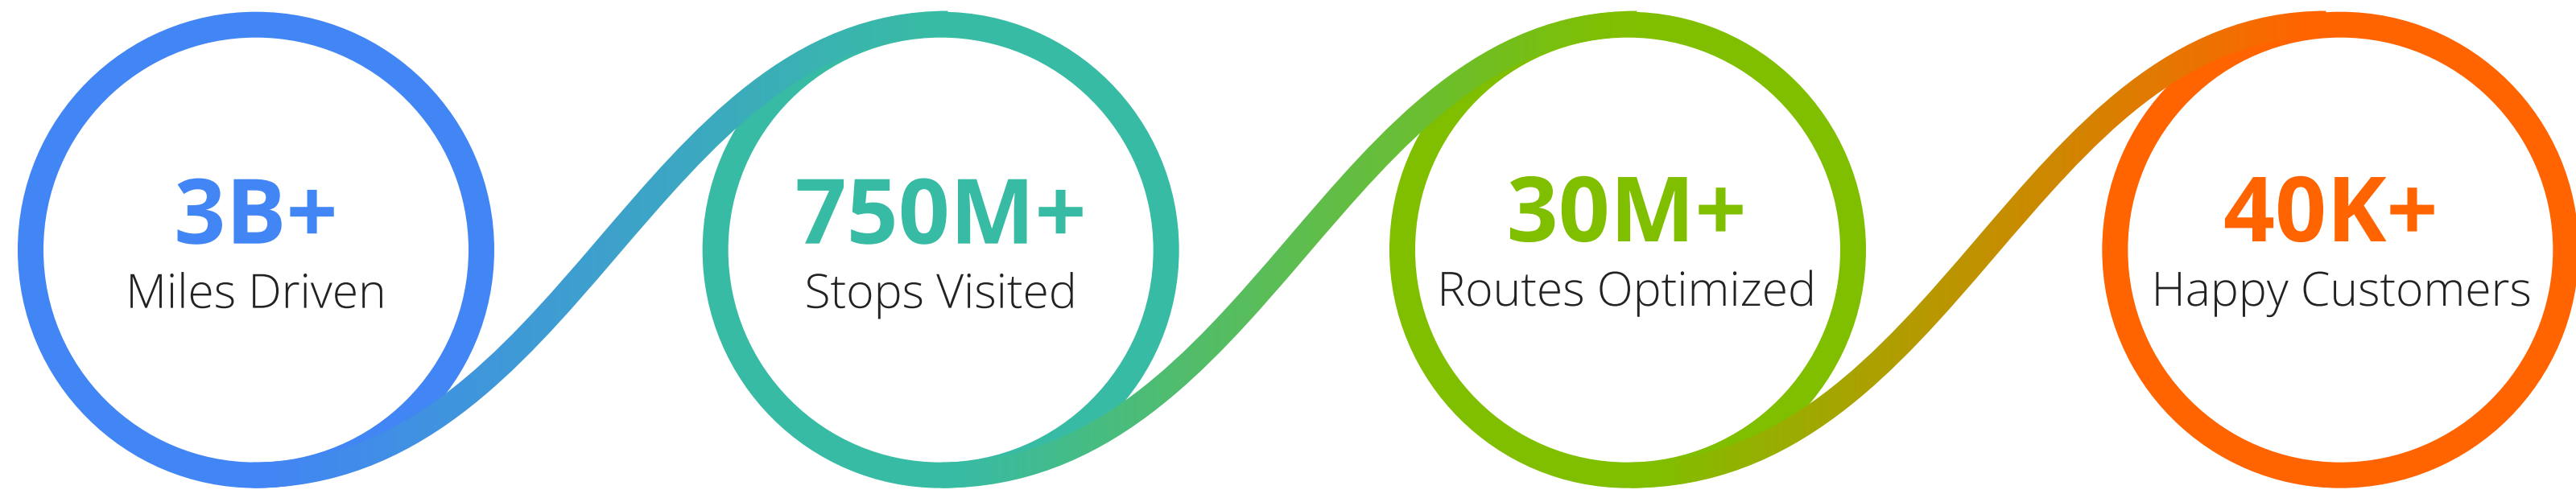 3B+
Miles Driven
750M+
Stops Visited
30M+
Routes Optimized
40K+
Happy Customers